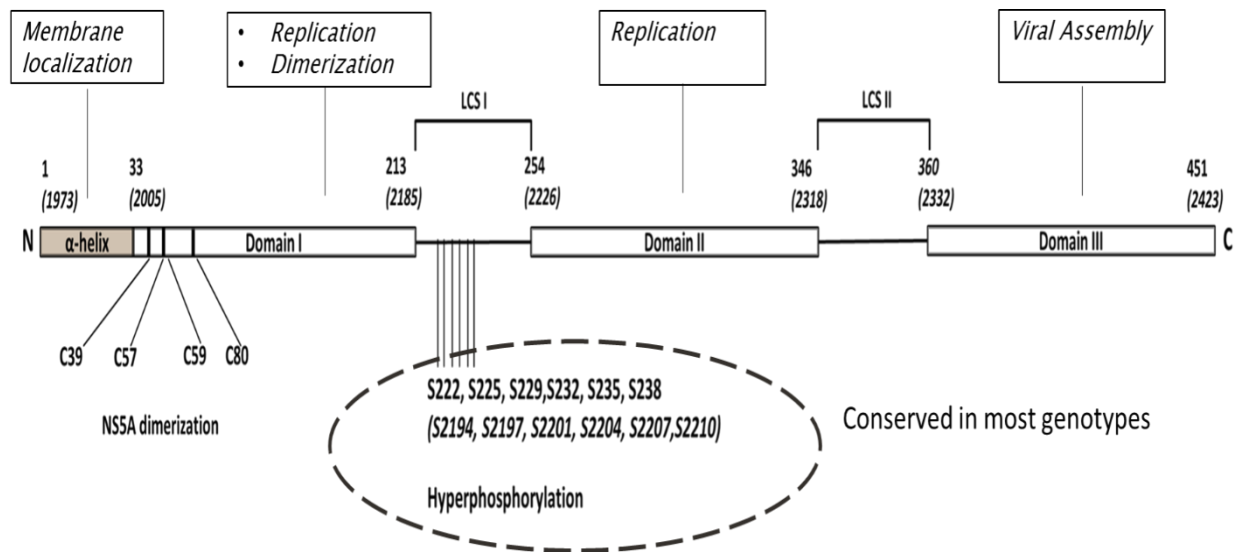 Membrane
localization
• Replication
• Dimerization
Replication
Viral Assembly
LCS I
LCS II
1
(1973)
33
(2005)
213
(2185)
254
(2226)
346
(2318)
360
(2332)
451
(2423)
N
α-helix
Domain I
Domain II
Domain III
C
C39
C57
C59
C80
NS5A dimerization
S222, S225, S229,S232, S235, S238
(S2194, S2197, S2201, S2204, S2207,S2210)
Hyperphosphorylation
Conserved in most genotypes